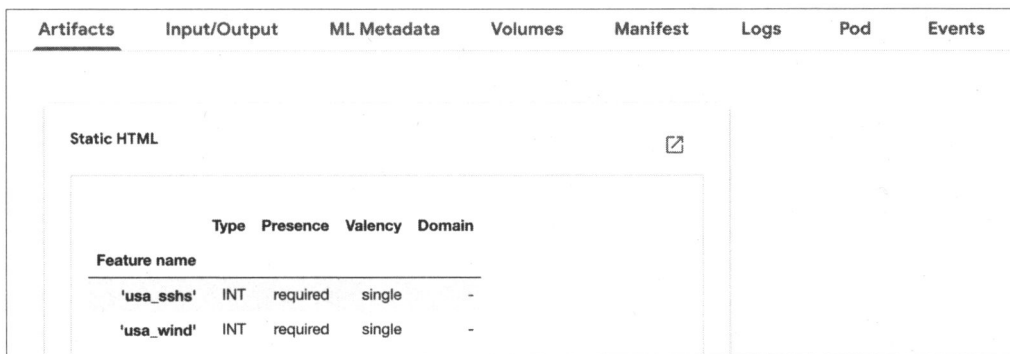 Artifacts Input/Output ML Metadata Volumes Manifest Logs Pod Events
Static HTML
Type Presence Valency Domain
Feature name
'usa_sshs' INT required single -
'usa_wind' INT required single -